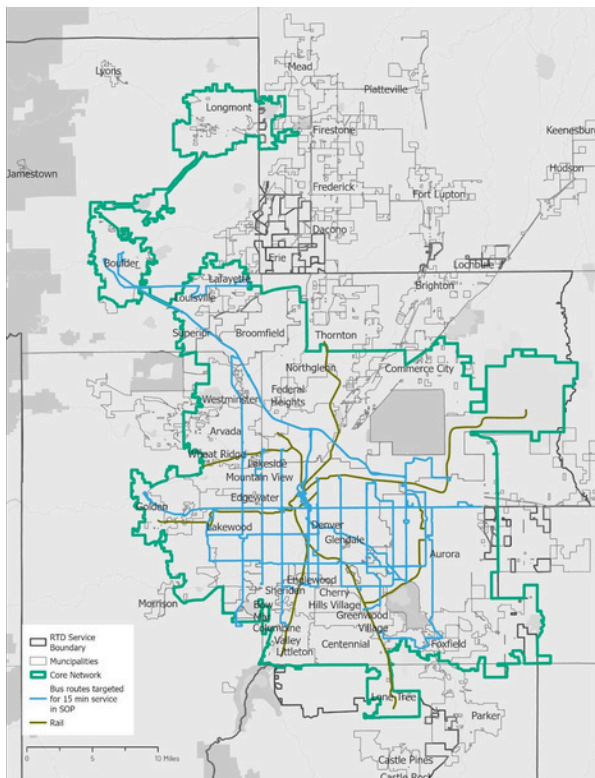 Lyons
Mead
Platteville
Longmont
Firestone
Keenesburg
Hudson
Jamestown
Frederick
Fort Lupton
Dacono
Erie
Lochbuie
Boulder
Brighton
Lafayette
Louisville
Superior
Broomfield
Thornton
Northglenn
Commerce City
Federal
Heights
Westminster
Arvada
Wheat Ridge
Lakeside
Mountain View
Edgewater
Golden
Lakewood
Denver
Glendale
Aurora
Englewood
Sheridan
Cherry
Hills Village
Morrison
Bow
Mar
Greenwood
Village
Columbine
Valley
Littleton
Centennial
Foxfield
Lone Tree
Parker
Castle Pines
Castle Rock
RTD Service
Boundary
Muncipalities
Core Network
Bus routes targeted
for 15 min service
in SOP
Rail
0 5 10 Miles